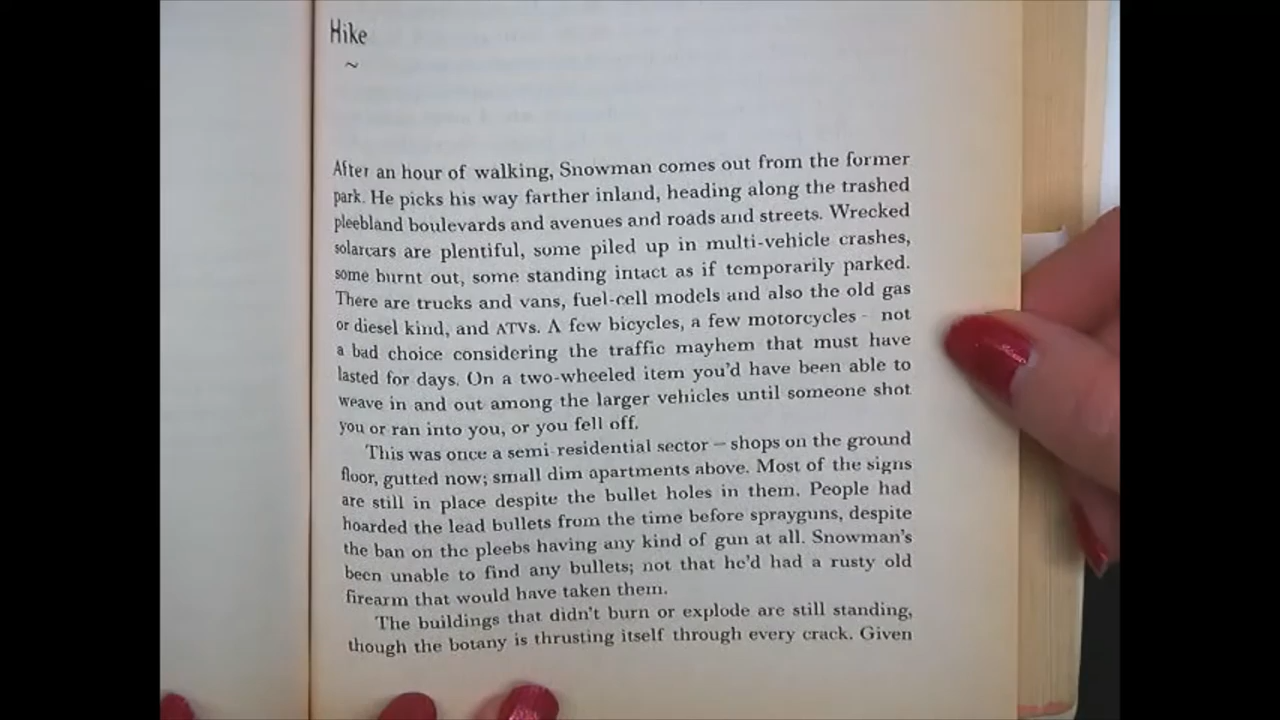 Hike
~
After an hour of walking, Snowman comes out from the former
park. He picks his way farther inland, heading along the trashed
pleebland boulevards and avenues and roads and streets. Wrecked
solarcars are plentiful, some piled up in multi-vehicle crashes,
some burnt out, some standing intact as if temporarily parked.
There are trucks and vans, fuel-cell models and also the old gas
or diesel kind, and ATVs. A few bicycles, a few motorcycles – not
a bad choice considering the traffic mayhem that must have
lasted for days. On a two-wheeled item you'd have been able to
weave in and out among the larger vehicles until someone shot
you or ran into you, or you fell off.
This was once a semi-residential sector – shops on the ground
floor, gutted now; small dim apartments above. Most of the signs
are still in place despite the bullet holes in them. People had
hoarded the lead bullets from the time before sprayguns, despite
the ban on the pleebs having any kind of gun at all. Snowman's
been unable to find any bullets; not that he'd had a rusty old
firearm that would have taken them.
The buildings that didn't burn or explode are still standing,
though the botany is thrusting itself through every crack. Given